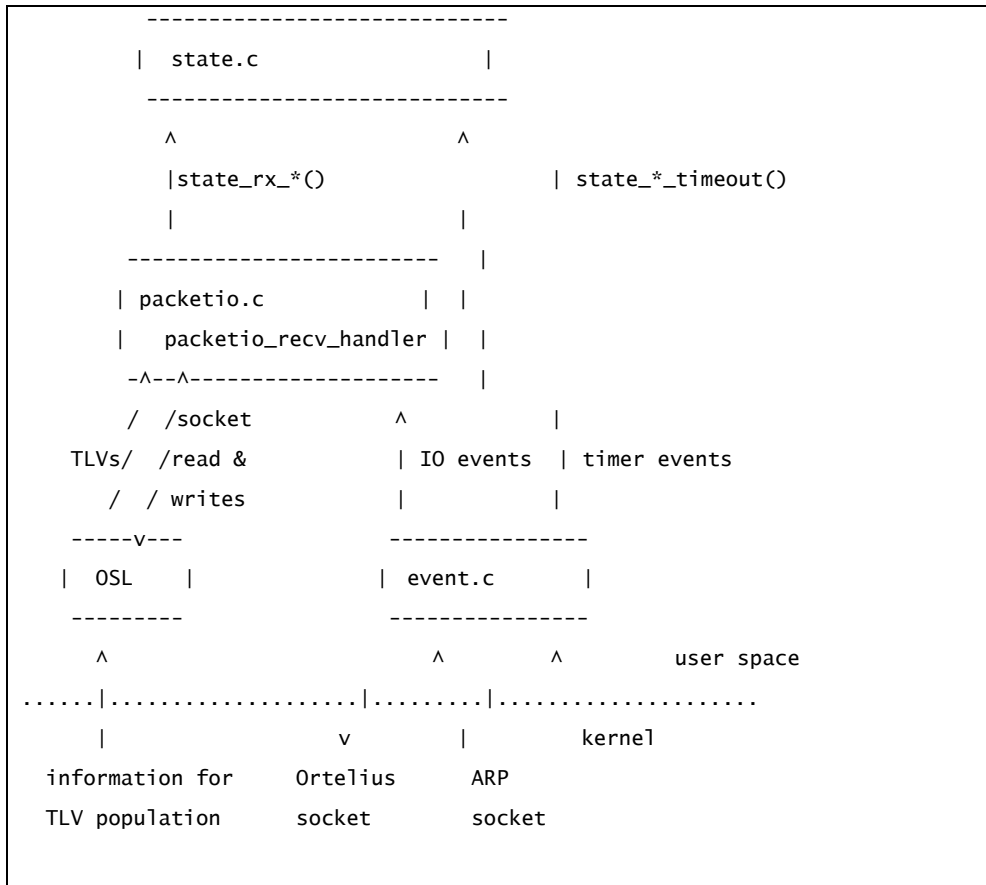 ------------------------------
|  state.c                   |
------------------------------
^                       ^
|state_rx_*()                   | state_*_timeout()
|                       |
-------------------------   |
| packetio.c             |  |
|   packetio_recv_handler |  |
-^--^--------------------   |
/  /socket            ^            |
TLVs/  /read &            | IO events  | timer events
/  / writes            |            |
-----v---                 ----------------
|  OSL    |               | event.c       |
---------                 ----------------
^                           ^         ^         user space
......|....................|.........|.....................
|                   v         |         kernel
information for     Ortelius      ARP
TLV population      socket        socket